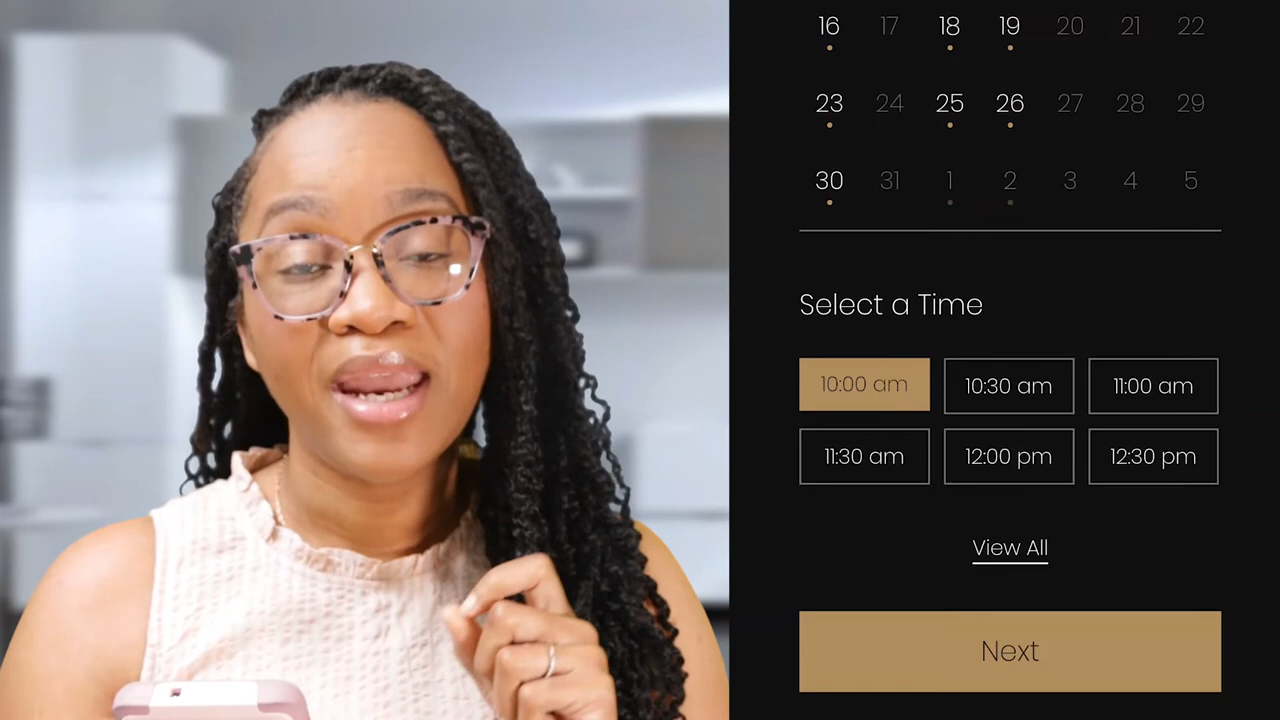 16 17 18 19 20 21 22
23 24 25 26 27 28 29
30 31 1 2 3 4 5
Select a Time
10:00 am 10:30 am 11:00 am
11:30 am 12:00 pm 12:30 pm
View All
Next